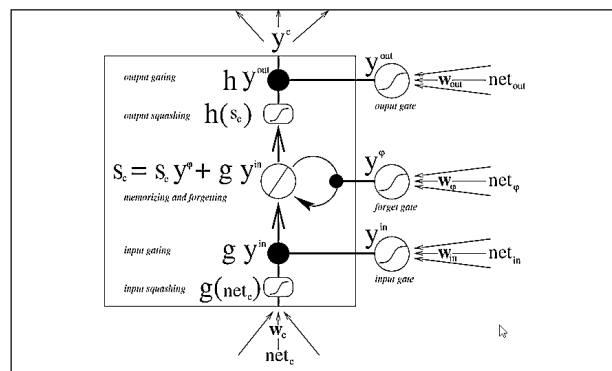 y^c
output gating
h y^out
y^out
w_out
net_out
ouput gate
output squashing
h(s_c)
s_c = s_c y^φ + g y^in
memorizing and forgetting
y^φ
w_φ
net_φ
forget gate
input gating
g y^in
y^in
w_in
net_in
input gate
input squashing
g(net_c)
w_c
net_c